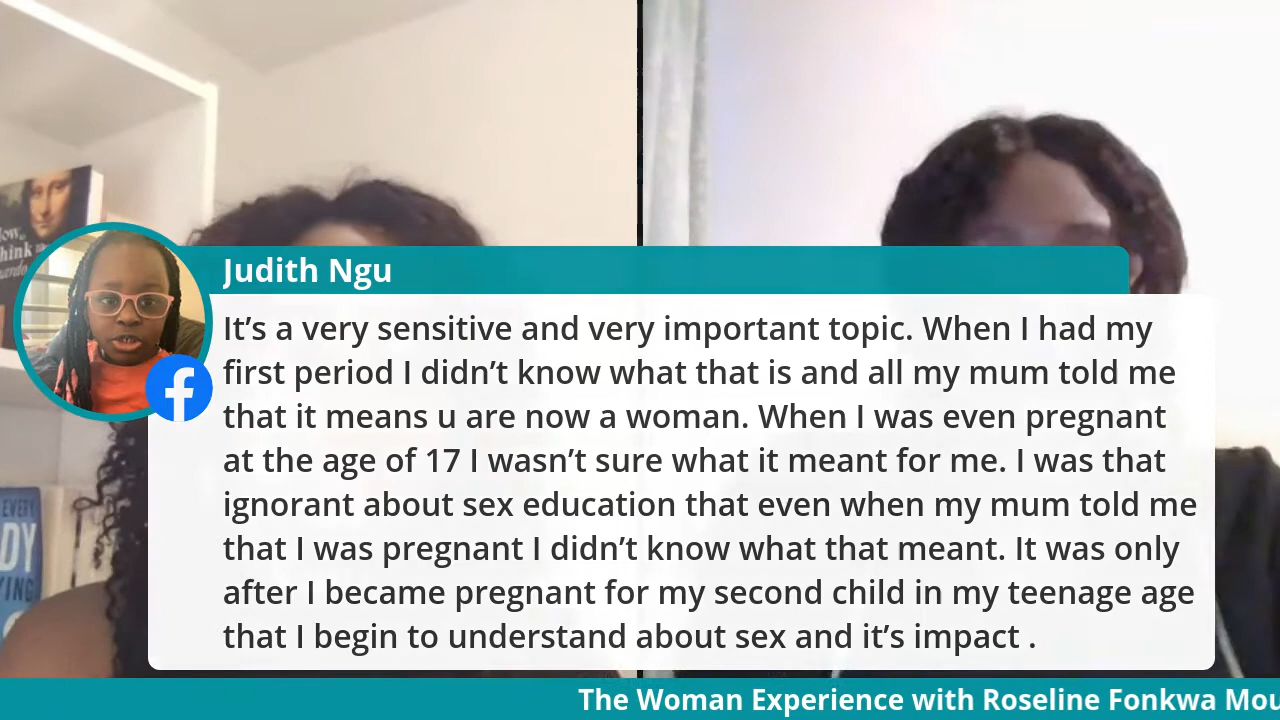 Judith Ngu
It’s a very sensitive and very important topic. When I had my
first period I didn’t know what that is and all my mum told me
that it means u are now a woman. When I was even pregnant
at the age of 17 I wasn’t sure what it meant for me. I was that
ignorant about sex education that even when my mum told me
that I was pregnant I didn’t know what that meant. It was only
after I became pregnant for my second child in my teenage age
that I begin to understand about sex and it’s impact .
EVERY
The Woman Experience with Roseline Fonkwa